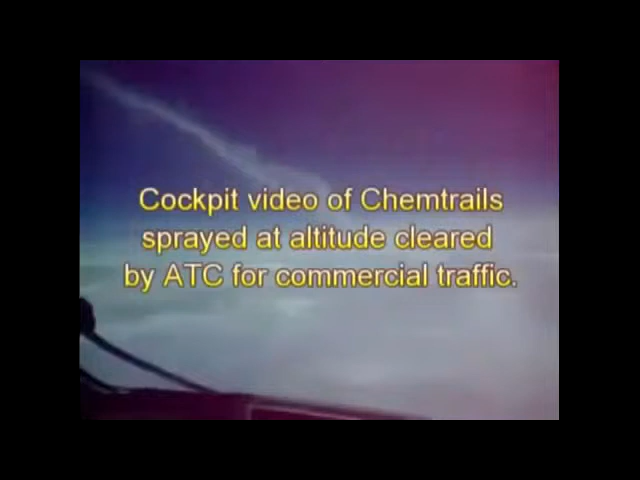 Cockpit video of Chemtrails
sprayed at altitude cleared
by ATC for commercial traffic.